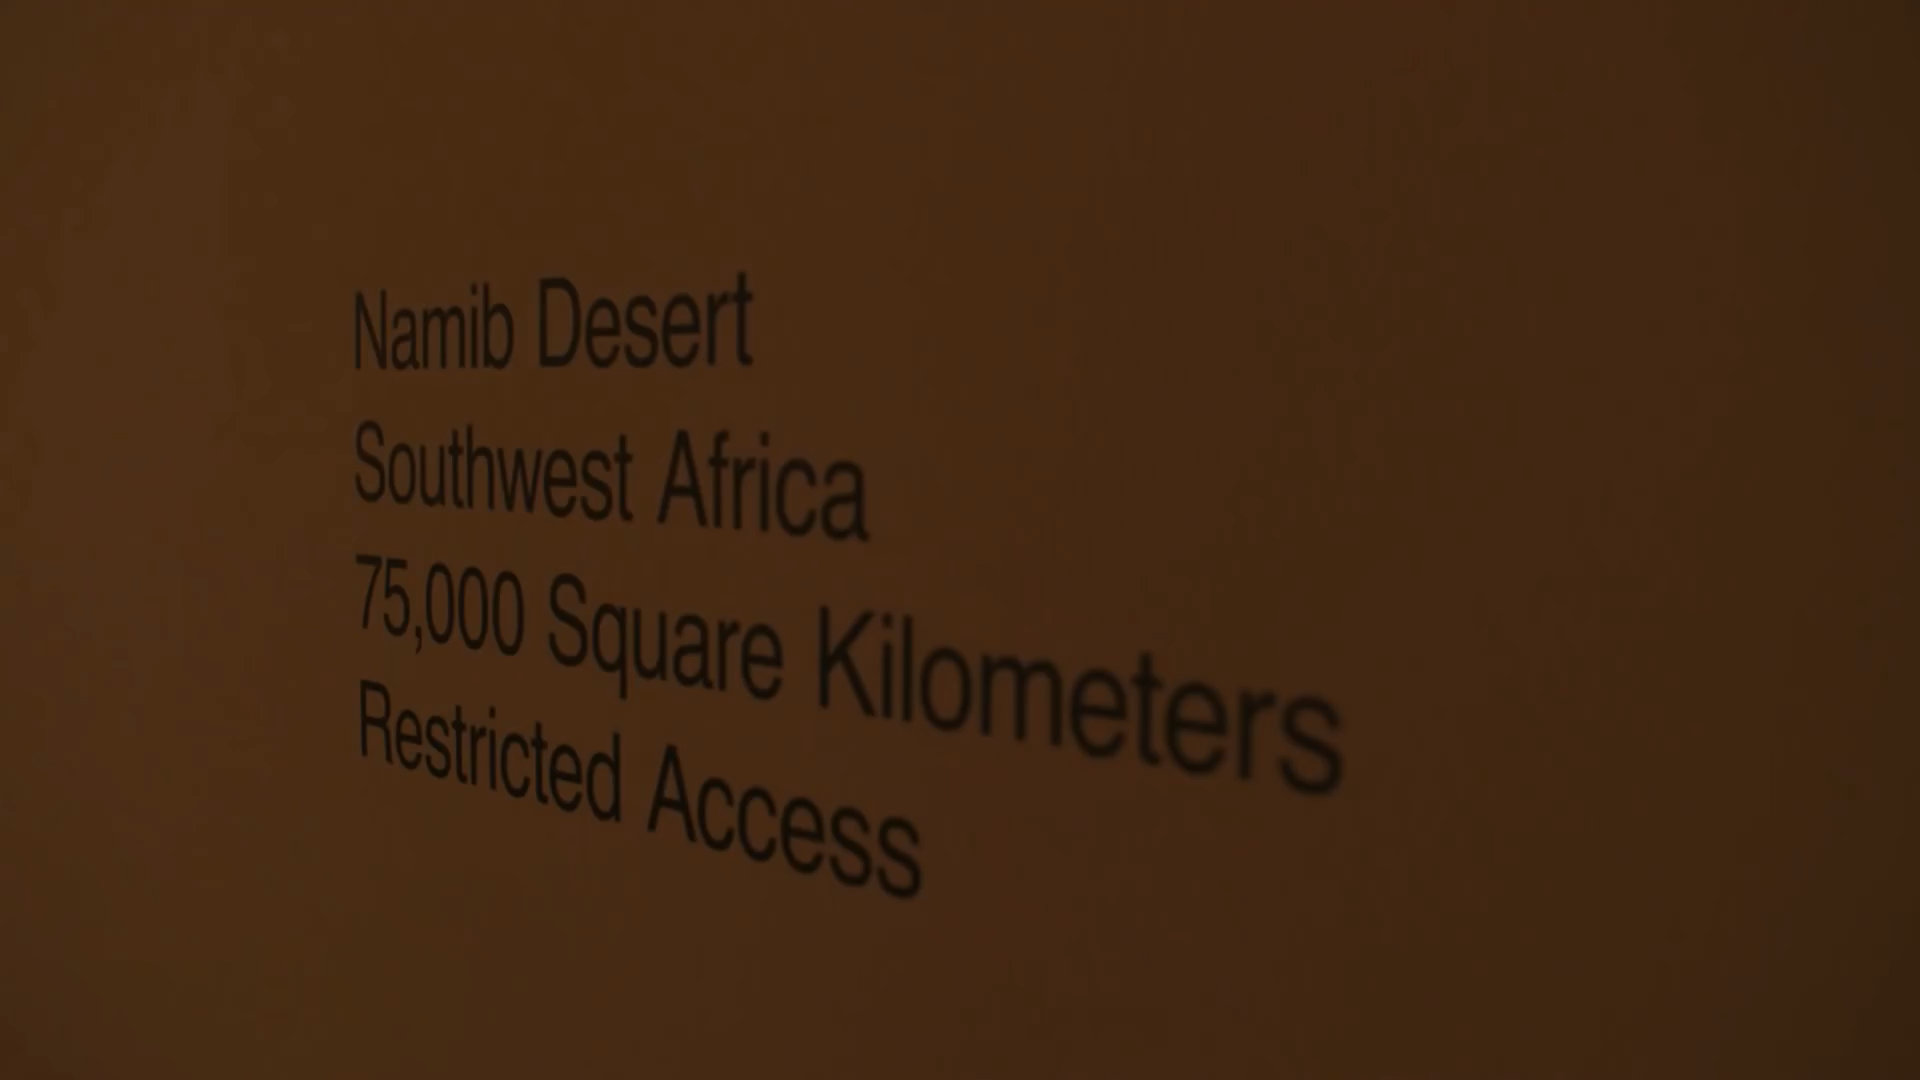 Namib Desert
Southwest Africa
75,000 Square Kilometers
Restricted Access